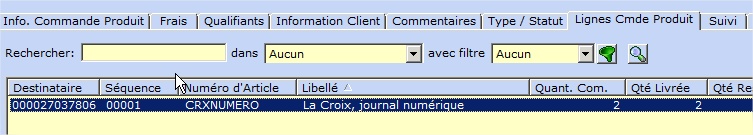 Info. Commande Produit Frais Qualifiants Information Client Commentaires Type / Statut Lignes Cmde Produit Suivi
Rechercher: dans Aucun avec filtre Aucun
Destinataire Séquence Numéro d'Article Libellé Quant. Com. Qté Livrée Qté Re
000027037806 00001 CRXNUMERO La Croix, journal numérique 2 2